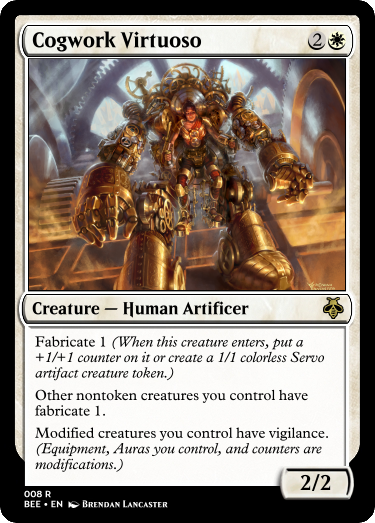 Cogwork Virtuoso 2
Creature — Human Artificer
Fabricate 1 (When this creature enters, put a
+1/+1 counter on it or create a 1/1 colorless Servo
artifact creature token.)
Other nontoken creatures you control have
fabricate 1.
Modified creatures you control have vigilance.
(Equipment, Auras you control, and counters are
modifications.)
2/2
008 R
BEE • EN Brendan Lancaster